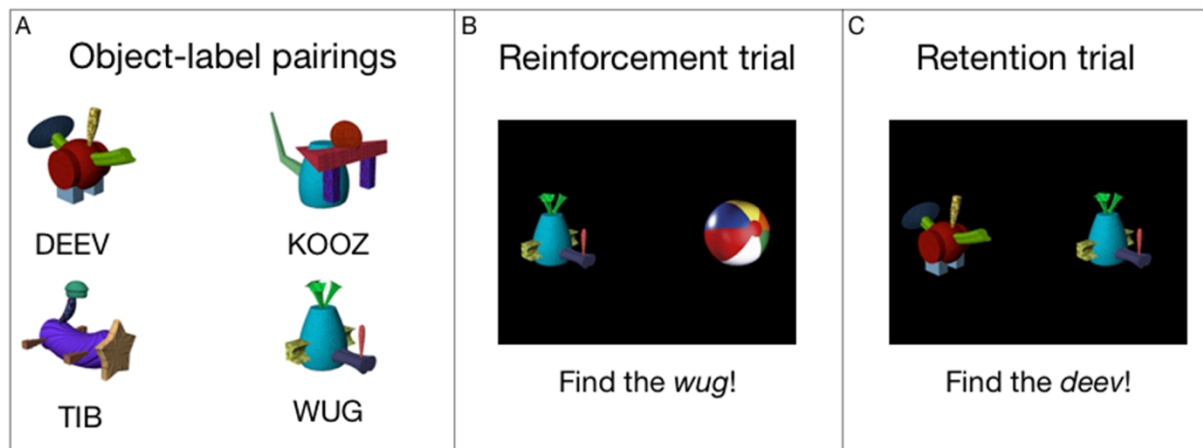 A
Object-label pairings
DEEV
KOOZ
TIB
WUG
B
Reinforcement trial
Find the wug!
C
Retention trial
Find the deev!